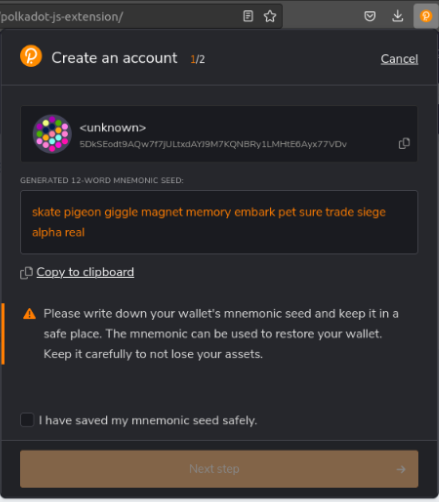 /polkadot-js-extension/
Create an account 1/2 Cancel
<unknown>
5DkSEodt9AQw7f7jULtxdAYJ9M7KQNBRy1LMHtE6Ayx77VDv
GENERATED 12-WORD MNEMONIC SEED:
skate pigeon giggle magnet memory embark pet sure trade siege
alpha real
Copy to clipboard
Please write down your wallet's mnemonic seed and keep it in a
safe place. The mnemonic can be used to restore your wallet.
Keep it carefully to not lose your assets.
I have saved my mnemonic seed safely.
Next step